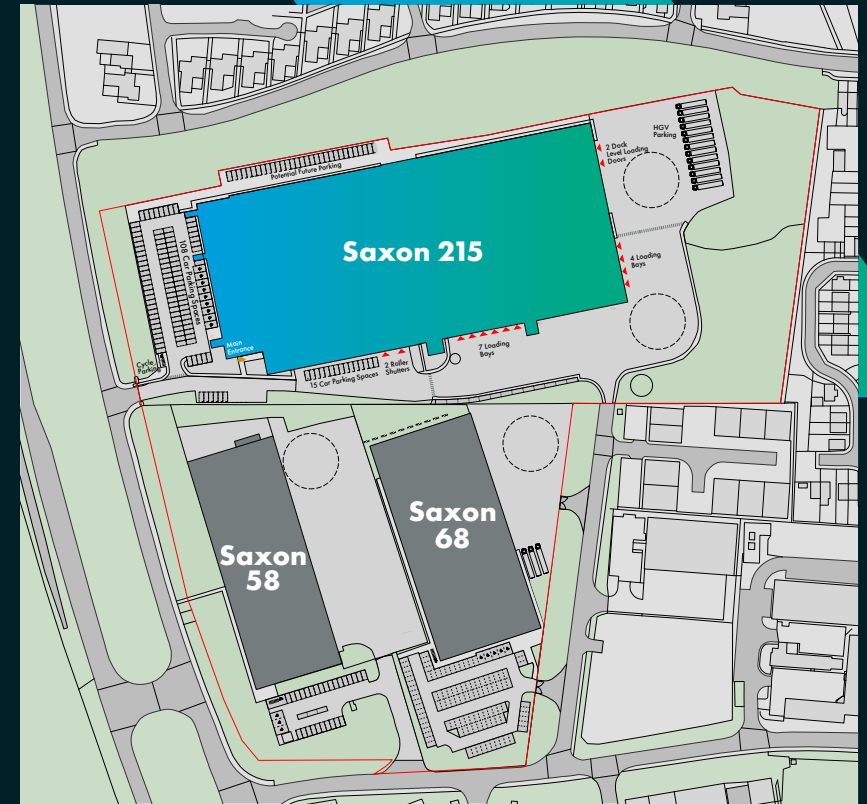 HGV
Parking
2 Dock
Level Loading
Doors
Potential Future Parking
108 Car Parking Spaces
Saxon 215
4 Loading
Bays
Main
Entrance
7 Loading
Bays
Cycle
Parking
2 Roller
Shutters
15 Car Parking Spaces
Saxon
68
Saxon
58